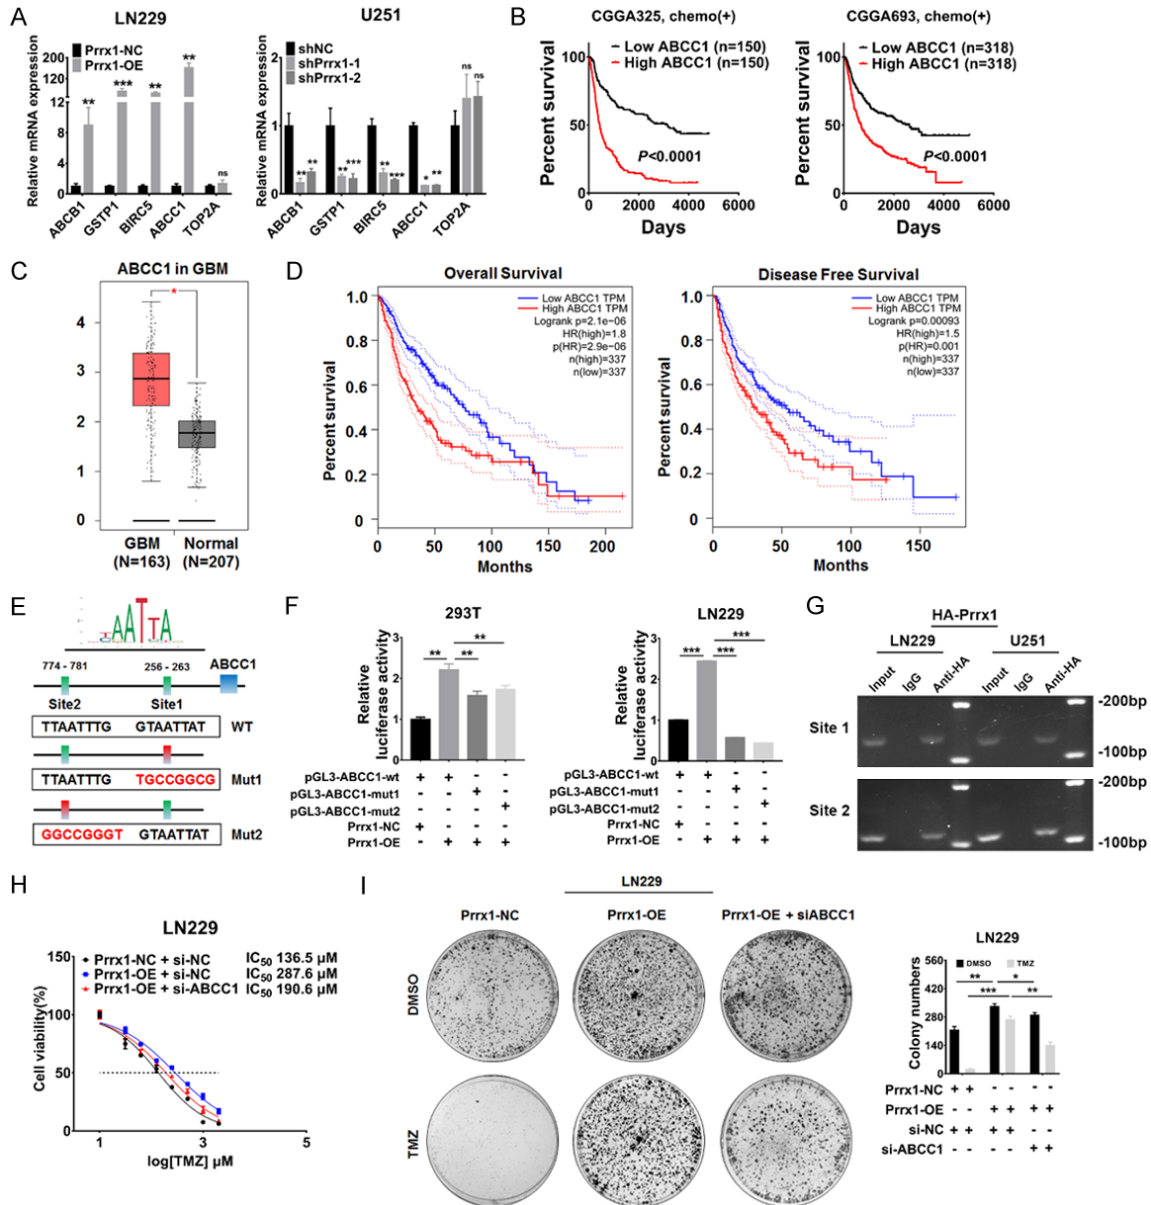 A
LN229
Prrx1-NC
Prrx1-OE
Relative mRNA expression
200
120
40
12
8
4
0
**
***
**
**
ns
ABCB1
GSTP1
BIRC5
ABCC1
TOP2A
U251
shNC
shPrrx1-1
shPrrx1-2
Relative mRNA expression
2
1
0
** **
** ***
** ***
* **
ns ns
ABCB1
GSTP1
BIRC5
ABCC1
TOP2A
B
CGGA325, chemo(+)
Low ABCC1 (n=150)
High ABCC1 (n=150)
Percent survival
100
50
0
P<0.0001
0 2000 4000 6000
Days
CGGA693, chemo(+)
Low ABCC1 (n=318)
High ABCC1 (n=318)
Percent survival
100
50
0
P<0.0001
0 2000 4000 6000
Days
C
ABCC1 in GBM
*
4
3
2
1
0
GBM
(N=163)
Normal
(N=207)
D
Overall Survival
Low ABCC1 TPM
High ABCC1 TPM
Logrank p=2.1e-06
HR(high)=1.8
p(HR)=2.9e-06
n(high)=337
n(low)=337
Percent survival
1.0
0.8
0.6
0.4
0.2
0
0 50 100 150 200
Months
Disease Free Survival
Low ABCC1 TPM
High ABCC1 TPM
Logrank p=0.00093
HR(high)=1.5
p(HR)=0.001
n(high)=337
n(low)=337
Percent survival
1.0
0.8
0.6
0.4
0.2
0
0 50 100 150
Months
E
AATTA
774 - 781
256 - 263
ABCC1
Site2
Site1
TTAATTTG GTAATTAT
WT
TTAATTTG TGCCGGCG
Mut1
GGCCGGGT GTAATTAT
Mut2
F
293T
Relative
luciferase activity
3
2
1
0
** ** **
pGL3-ABCC1-wt + + - -
pGL3-ABCC1-mut1 - - + -
pGL3-ABCC1-mut2 - - - +
Prrx1-NC + - - -
Prrx1-OE - + + +
LN229
Relative
luciferase activity
3
2
1
0
*** *** ***
pGL3-ABCC1-wt + + - -
pGL3-ABCC1-mut1 - - + -
pGL3-ABCC1-mut2 - - - +
Prrx1-NC + - - -
Prrx1-OE - + + +
G
HA-Prrx1
LN229
U251
Input
IgG
Anti-HA
Input
IgG
Anti-HA
Site 1
-200bp
-100bp
Site 2
-200bp
-100bp
H
LN229
Prrx1-NC + si-NC IC50 136.5 μM
Prrx1-OE + si-NC IC50 287.6 μM
Prrx1-OE + si-ABCC1 IC50 190.6 μM
Cell viability(%)
150
100
50
0
1 3 5
log[TMZ] μM
I
LN229
Prrx1-NC
Prrx1-OE
Prrx1-OE + siABCC1
DMSO
TMZ
LN229
DMSO
TMZ
Colony numbers
560
420
280
140
0
** *
*** **
Prrx1-NC + + - - - -
Prrx1-OE - - + + + +
si-NC + + + + - -
si-ABCC1 - - - - + +